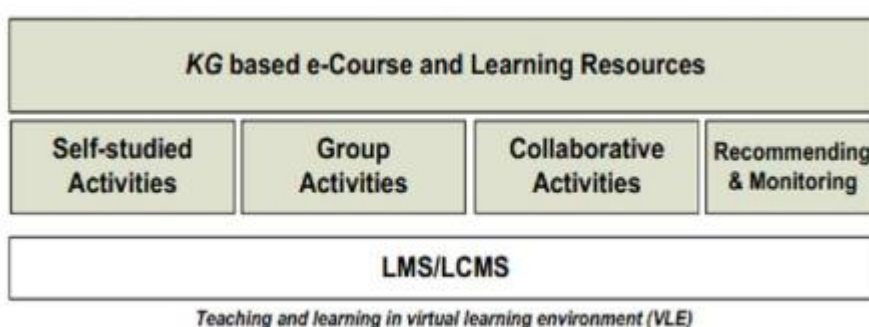 KG based e-Course and Learning Resources
Self-studied
Activities
Group
Activities
Collaborative
Activities
Recommending
& Monitoring
LMS/LCMS
Teaching and learning in virtual learning environment (VLE)